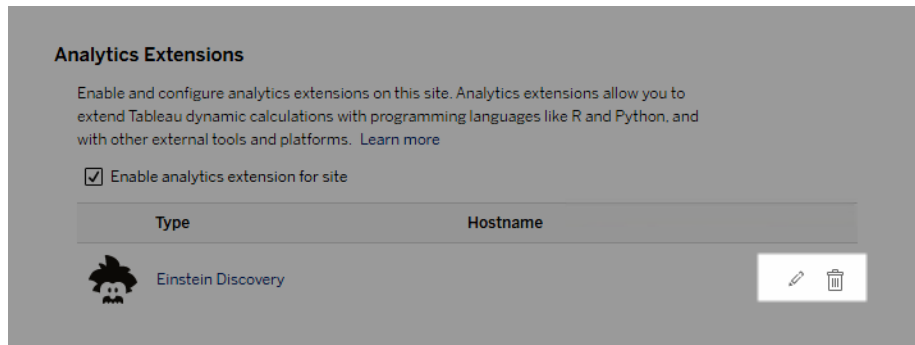 Analytics Extensions
Enable and configure analytics extensions on this site. Analytics extensions allow you to
extend Tableau dynamic calculations with programming languages like R and Python, and
with other external tools and platforms. Learn more
Enable analytics extension for site
Type Hostname
Einstein Discovery